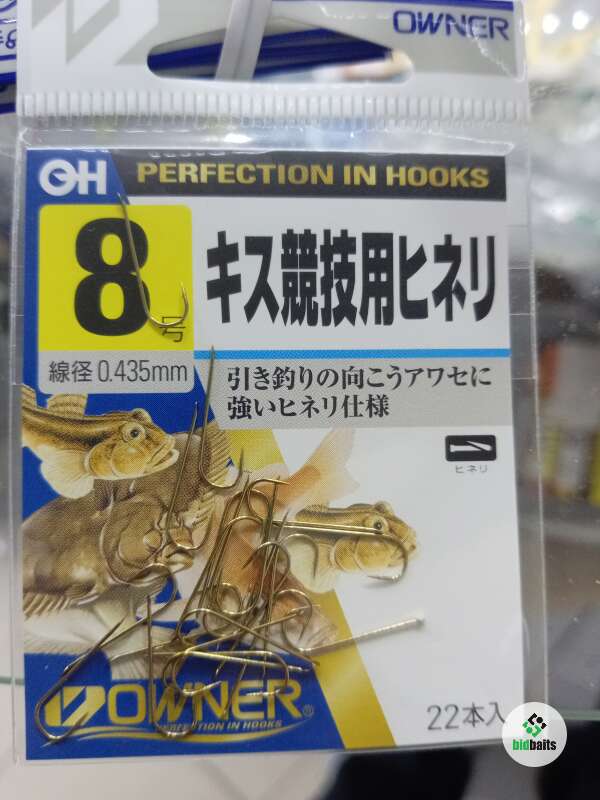 OWNER
OH PERFECTION IN HOOKS
8号
キス競技用ヒネリ
線径0.435mm
引き釣りの向こうアワセに
強いヒネリ仕様
ヒネリ
OWNER®
PERFECTION IN HOOKS
22本入
bidbaits